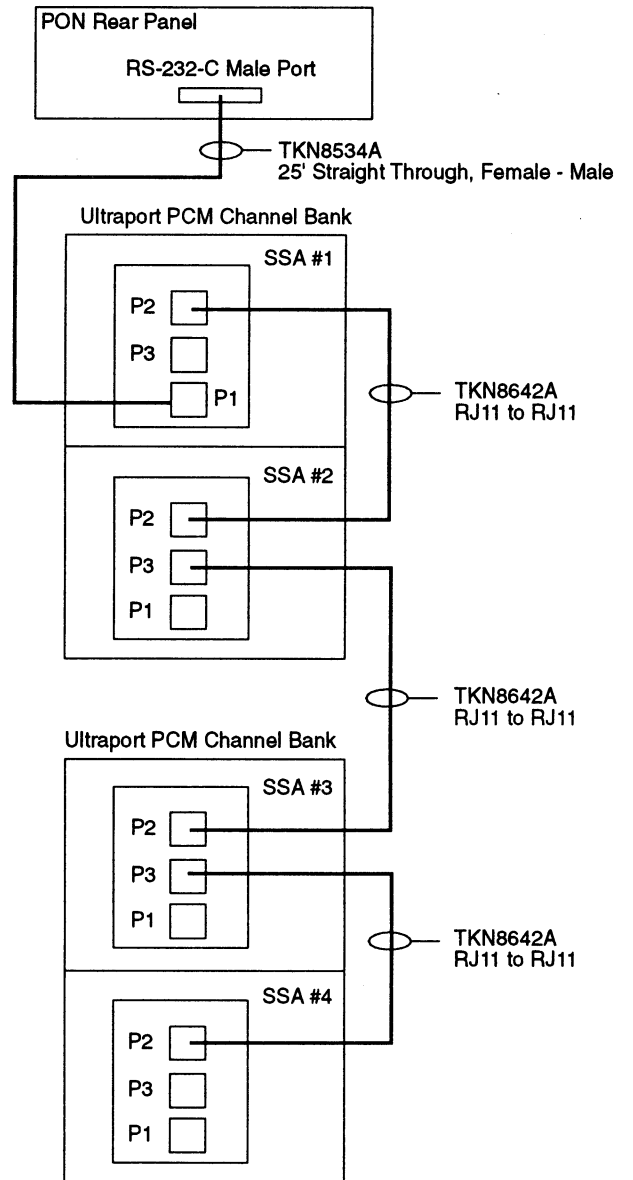 PON Rear Panel
RS-232-C Male Port
TKN8534A
25' Straight Through, Female - Male
Ultraport PCM Channel Bank
SSA #1
P2
P3
P1
TKN8642A
RJ11 to RJ11
SSA #2
P2
P3
P1
TKN8642A
RJ11 to RJ11
Ultraport PCM Channel Bank
SSA #3
P2
P3
P1
TKN8642A
RJ11 to RJ11
SSA #4
P2
P3
P1